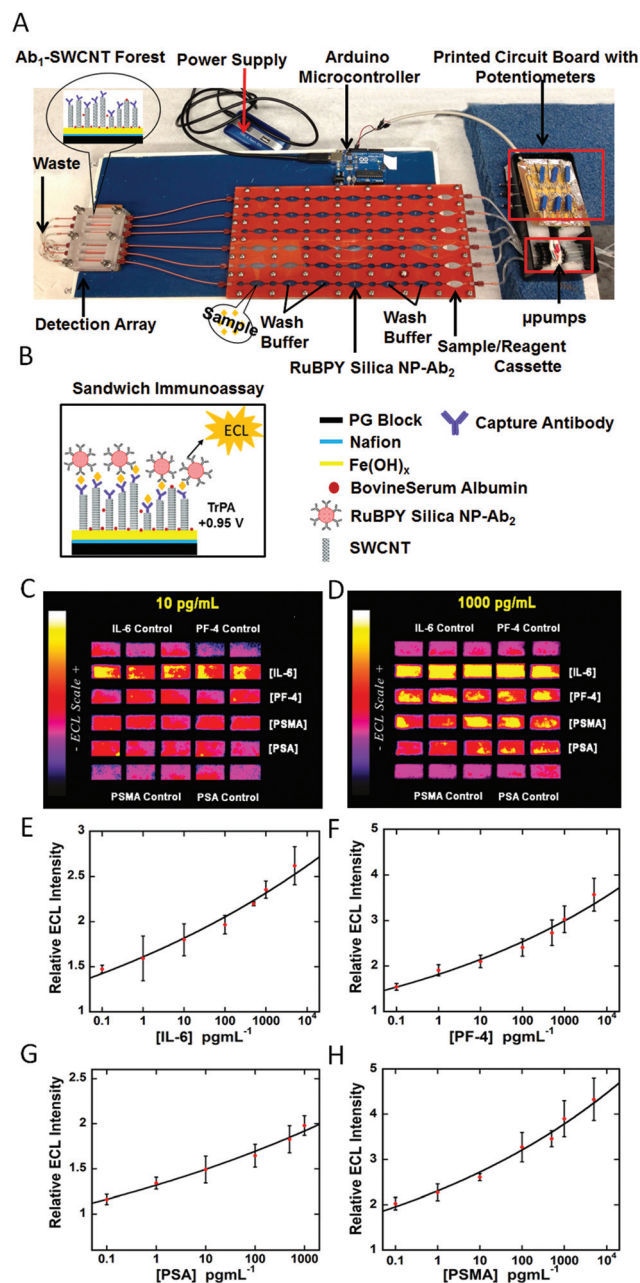 A
Ab1-SWCNT Forest
Power Supply
Arduino
Microcontroller
Printed Circuit Board with
Potentiometers
Waste
Detection Array
Sample
Wash
Buffer
RuBPY Silica NP-Ab2
Wash
Buffer
Sample/Reagent
Cassette
µpumps
B
Sandwich Immunoassay
ECL
TrPA
+0.95 V
PG Block
Nafion
Fe(OH)x
BovineSerum Albumin
RuBPY Silica NP-Ab2
SWCNT
Capture Antibody
C
10 pg/mL
IL-6 Control PF-4 Control
- ECL Scale +
[IL-6]
[PF-4]
[PSMA]
[PSA]
PSMA Control PSA Control
D
1000 pg/mL
IL-6 Control PF-4 Control
- ECL Scale +
[IL-6]
[PF-4]
[PSMA]
[PSA]
PSMA Control PSA Control
E
Relative ECL Intensity
3
2.5
2
1.5
1
0.1 1 10 100 1000 10^4
[IL-6] pgmL^-1
F
Relative ECL Intensity
5
4
3
2
1
0.1 1 10 100 1000 10^4
[PF-4] pgmL^-1
G
Relative ECL Intensity
2.5
2
1.5
1
0.1 1 10 100 1000
[PSA] pgmL^-1
H
Relative ECL Intensity
5
4
3
2
1
0.1 1 10 100 1000 10^4
[PSMA] pgmL^-1